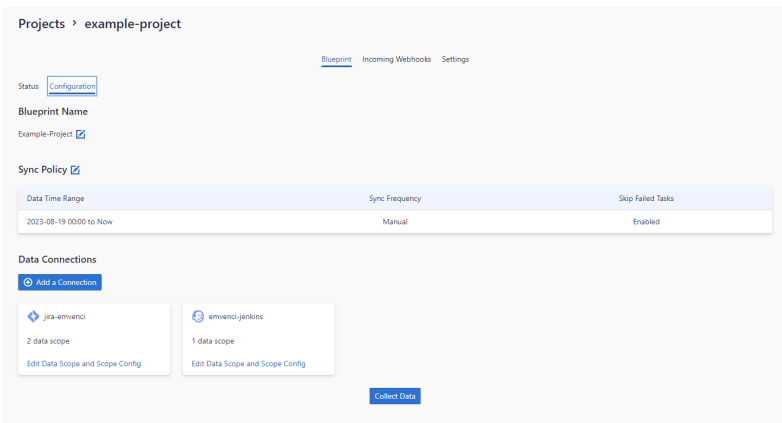 Projects > example-project
Blueprint Incoming Webhooks Settings
Status Configuration
Blueprint Name
Example-Project
Sync Policy
Data Time Range Sync Frequency Skip Failed Tasks
2023-08-19 00:00 to Now Manual Enabled
Data Connections
Add a Connection
jira-emvenci emvenci-jenkins
2 data scope 1 data scope
Edit Data Scope and Scope Config Edit Data Scope and Scope Config
Collect Data